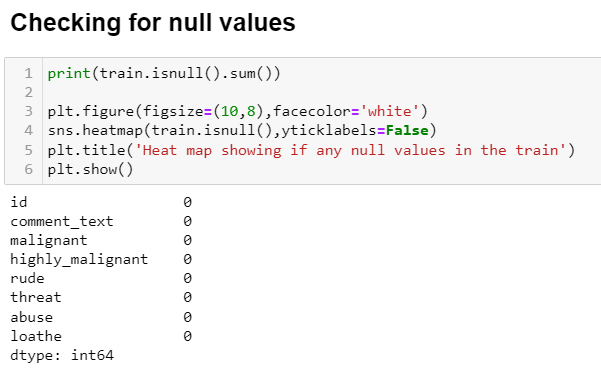 Checking for null values
1 print(train.isnull().sum())
2
3 plt.figure(figsize=(10,8),facecolor='white')
4 sns.heatmap(train.isnull(),yticklabels=False)
5 plt.title('Heat map showing if any null values in the train')
6 plt.show()
id 0
comment_text 0
malignant 0
highly_malignant 0
rude 0
threat 0
abuse 0
loathe 0
dtype: int64